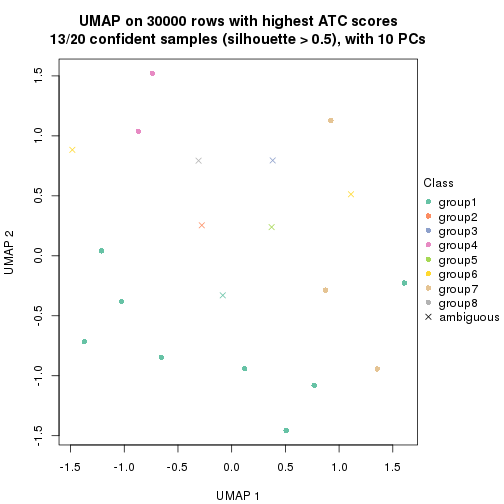 UMAP on 30000 rows with highest ATC scores
13/20 confident samples (silhouette > 0.5), with 10 PCs
1.5
1.0
0.5
0.0
-0.5
-1.0
-1.5
UMAP 2
-1.5 -1.0 -0.5 0.0 0.5 1.0 1.5
UMAP 1
Class
group1
group2
group3
group4
group5
group6
group7
group8
ambiguous